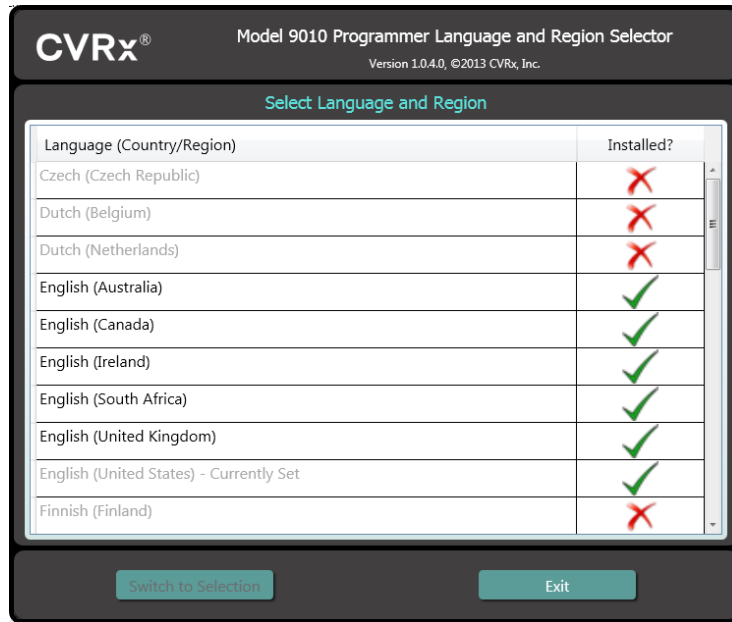 CVRx®
Model 9010 Programmer Language and Region Selector
Version 1.0.4.0, ©2013 CVRx, Inc.
Select Language and Region
Language (Country/Region) Installed?
Czech (Czech Republic)
Dutch (Belgium)
Dutch (Netherlands)
English (Australia)
English (Canada)
English (Ireland)
English (South Africa)
English (United Kingdom)
English (United States) - Currently Set
Finnish (Finland)
Switch to Selection Exit